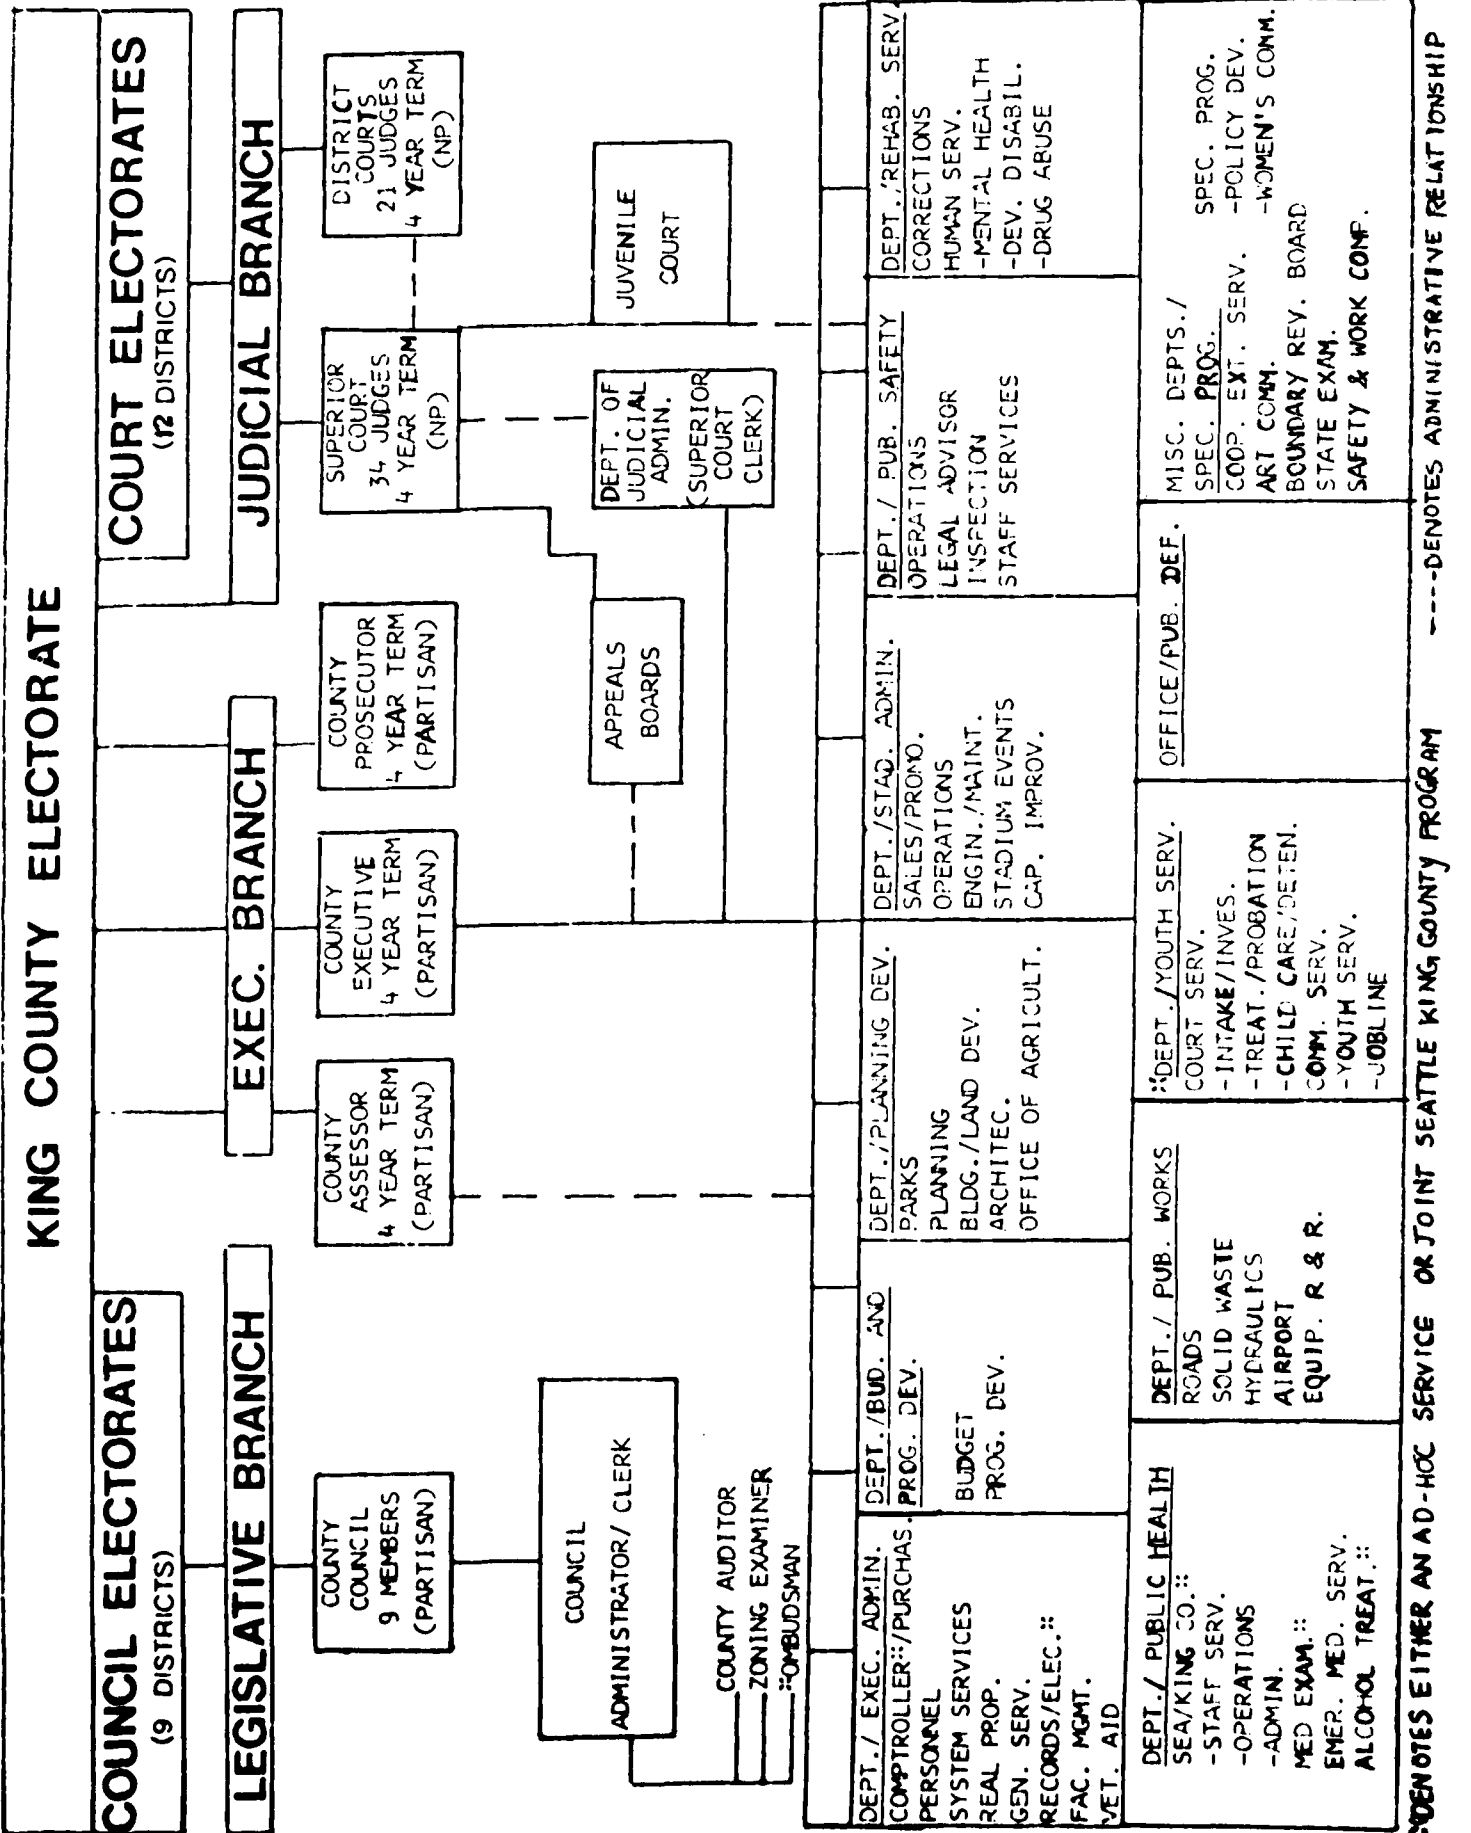 KING COUNTY ELECTORATE
COUNCIL ELECTORATES
(9 DISTRICTS)
COURT ELECTORATES
(12 DISTRICTS)
LEGISLATIVE BRANCH
EXEC. BRANCH
JUDICIAL BRANCH
COUNTY
COUNCIL
9 MEMBERS
(PARTISAN)
COUNTY
ASSESSOR
4 YEAR TERM
(PARTISAN)
COUNTY
EXECUTIVE
4 YEAR TERM
(PARTISAN)
COUNTY
PROSECUTOR
4 YEAR TERM
(PARTISAN)
SUPERIOR
COURT
34 JUDGES
4 YEAR TERM
(NP)
DISTRICT
COURTS
21 JUDGES
4 YEAR TERM
(NP)
COUNCIL
ADMINISTRATOR/ CLERK
COUNTY AUDITOR
ZONING EXAMINER
*OMBUDSMAN
APPEALS
BOARDS
DEPT. OF
JUDICIAL
ADMIN.
(SUPERIOR
COURT
CLERK)
JUVENILE
COURT
DEPT./ EXEC. ADMIN.
COMPTROLLER*/PURCHAS.
PERSONNEL
SYSTEM SERVICES
REAL PROP.
GEN. SERV.
RECORDS/ELEC.*
FAC. MGMT.
VET. AID
DEPT./BUD. AND
PROG. DEV.
BUDGET
PROG. DEV.
DEPT./PLANNING DEV.
PARKS
PLANNING
BLDG./LAND DEV.
ARCHITEC.
OFFICE OF AGRICULT.
DEPT./STAD. ADMIN.
SALES/PROMO.
OPERATIONS
ENGIN./MAINT.
STADIUM EVENTS
CAP. IMPROV.
DEPT./ PUB. SAFETY
OPERATIONS
LEGAL ADVISOR
INSPECTION
STAFF SERVICES
DEPT./REHAB. SERV.
CORRECTIONS
HUMAN SERV.
-MENTAL HEALTH
-DEV. DISABIL.
-DRUG ABUSE
DEPT./ PUBLIC HEALTH
SEA/KING CO.*
-STAFF SERV.
-OPERATIONS
-ADMIN.
MED EXAM.*
EMER. MED. SERV.
ALCOHOL TREAT.*
DEPT./ PUB. WORKS
ROADS
SOLID WASTE
HYDRAULICS
AIRPORT
EQUIP. R & R.
*DEPT./YOUTH SERV.
COURT SERV.
-INTAKE/INVES.
-TREAT./PROBATION
-CHILD CARE/DETEN.
COMM. SERV.
-YOUTH SERV.
-JOBLINE
OFFICE/PUB. DEF.
MISC. DEPTS./
SPEC. PROG.
COOP. EXT. SERV.
ART COMM.
BOUNDARY REV. BOARD
STATE EXAM.
SAFETY & WORK COMP.
SPEC. PROG.
-POLICY DEV.
-WOMEN'S COMM.
*DENOTES EITHER AN AD-HOC SERVICE OR JOINT SEATTLE KING COUNTY PROGRAM ----DENOTES ADMINISTRATIVE RELATIONSHIP